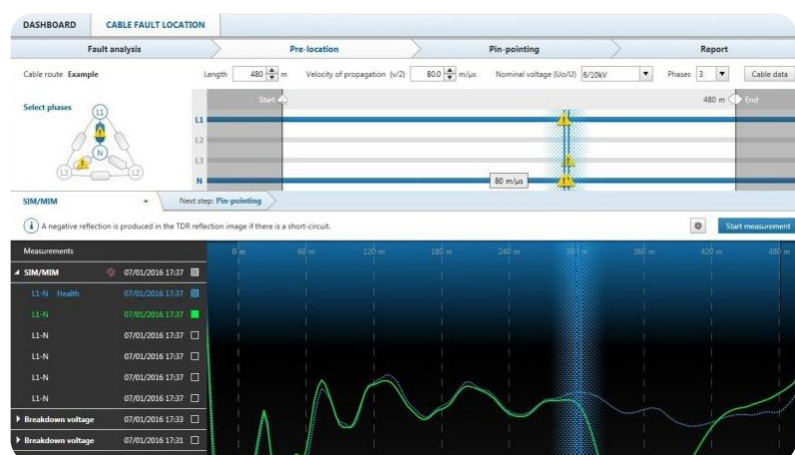 DASHBOARD CABLE FAULT LOCATION
Fault analysis Pre-location Pin-pointing Report
Cable route Example Length 480 m Velocity of propagation (v/2) 80.0 m/µs Nominal voltage (Uo/U) 6/10kV Phases 3 Cable data
Start 480 m End
Select phases
L1
N
L3 L2
L1
L2
L3
N
80 m/µs
SIM/MIM Next step: Pin-pointing
i A negative reflection is produced in the TDR reflection image if there is a short-circuit. Start measurement
Measurements 0 m 60 m 120 m 180 m 240 m 300 m 360 m 420 m 480 m
SIM/MIM 07/01/2016 17:37
L1-N Health 07/01/2016 17:37
L1-N 07/01/2016 17:37
L1-N 07/01/2016 17:37
L1-N 07/01/2016 17:37
L1-N 07/01/2016 17:37
L1-N 07/01/2016 17:37
Breakdown voltage 07/01/2016 17:33
Breakdown voltage 07/01/2016 17:31